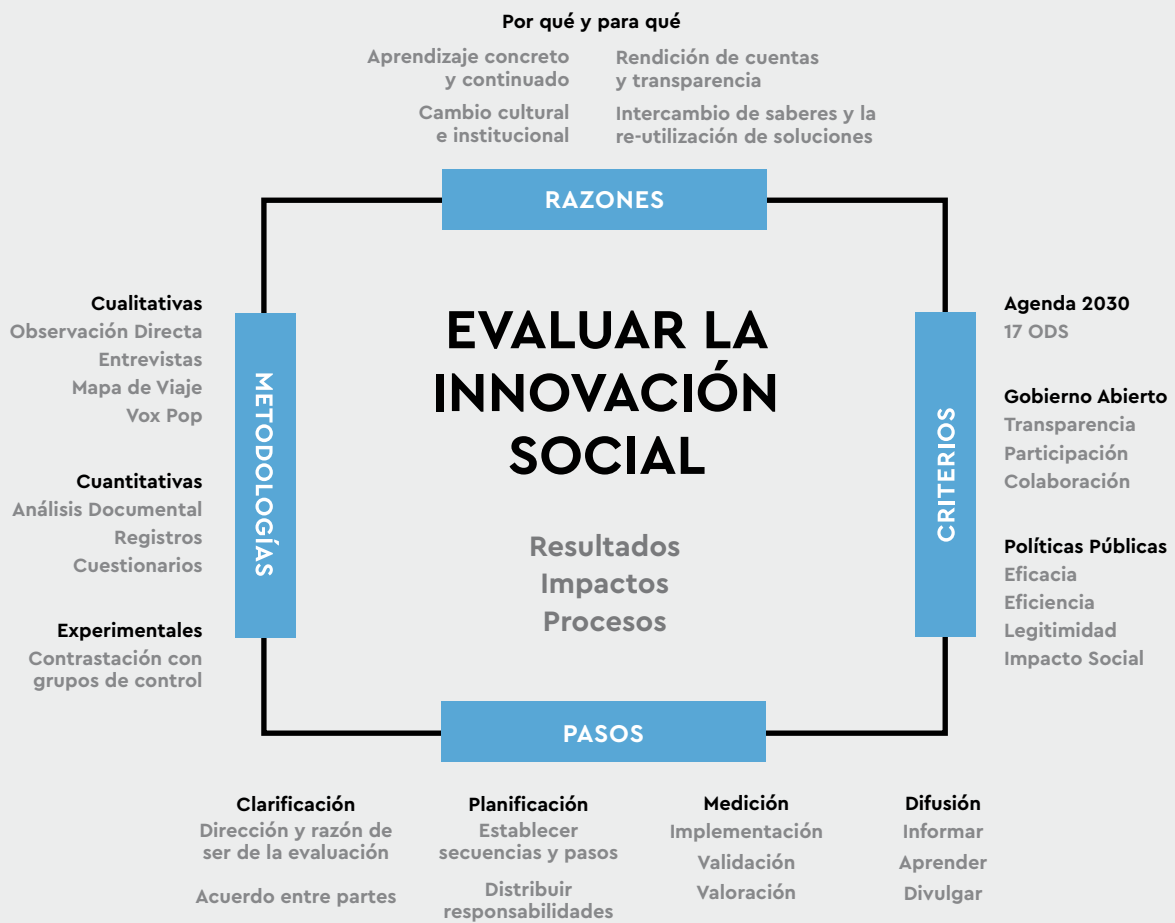 Por qué y para qué
Aprendizaje concreto
y continuado
Rendición de cuentas
y transparencia
Cambio cultural
e institucional
Intercambio de saberes y la
re-utilización de soluciones
RAZONES
Cualitativas
Observación Directa
Entrevistas
Mapa de Viaje
Vox Pop
Cuantitativas
Análisis Documental
Registros
Cuestionarios
Experimentales
Contrastación con
grupos de control
METODOLOGÍAS
EVALUAR LA
INNOVACIÓN
SOCIAL
Resultados
Impactos
Procesos
CRITERIOS
Agenda 2030
17 ODS
Gobierno Abierto
Transparencia
Participación
Colaboración
Políticas Públicas
Eficacia
Eficiencia
Legitimidad
Impacto Social
PASOS
Clarificación
Dirección y razón de
ser de la evaluación
Acuerdo entre partes
Planificación
Establecer
secuencias y pasos
Distribuir
responsabilidades
Medición
Implementación
Validación
Valoración
Difusión
Informar
Aprender
Divulgar